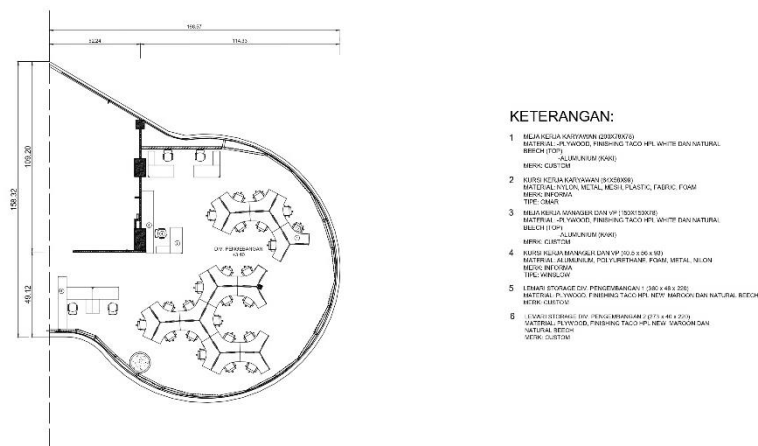 114.33
109.20
158.32
49.12
DIV. PENGEMBANGAN
KETERANGAN:
1 MEJA KERJA KARYAWAN
MATERIAL: -PLYWOOD, FINISHING TACO HPL WHITE DAN NATURAL
BEECH (TOP)
-ALUMUNIUM (KAKI)
MERK: CUSTOM
2 KURSI KERJA KARYAWAN
MATERIAL: NYLON, METAL, MESH, PLASTIC, FABRIC, FOAM
MERK: INFORMA
TIPE: OMAR
3 MEJA KERJA MANAGER DAN VP
MATERIAL: -PLYWOOD, FINISHING TACO HPL WHITE DAN NATURAL
BEECH (TOP)
-ALUMUNIUM (KAKI)
MERK: CUSTOM
4 KURSI KERJA MANAGER DAN VP
MATERIAL: ALUMUNIUM, POLYURETHANE, FOAM, METAL, NILON
MERK: INFORMA
TIPE: WINSLOW
5 LEMARI STORAGE DIV. PENGEMBANGAN 1
MATERIAL: PLYWOOD, FINISHING TACO HPL NEW MAROON DAN NATURAL BEECH
MERK: CUSTOM
6 LEMARI STORAGE DIV. PENGEMBANGAN 2
MATERIAL: PLYWOOD, FINISHING TACO HPL NEW MAROON DAN
NATURAL BEECH
MERK: CUSTOM